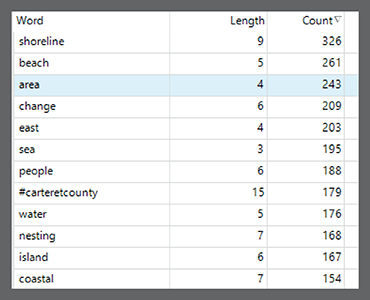 Word Length Count
shoreline 9 326
beach 5 261
area 4 243
change 6 209
east 4 203
sea 3 195
people 6 188
#carteretcounty 15 179
water 5 176
nesting 7 168
island 6 167
coastal 7 154